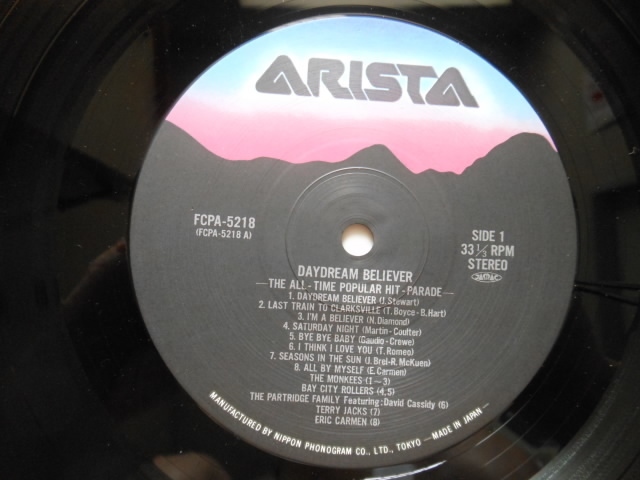 ARISTA
FCPA-5218
(FCPA-5218 A)
SIDE 1
33 1/3 RPM
STEREO
DAYDREAM BELIEVER
—THE ALL-TIME POPULAR HIT-PARADE—
1. DAYDREAM BELIEVER (J. Stewart)
2. LAST TRAIN TO CLARKSVILLE (T. Boyce-B. Hart)
3. I'M A BELIEVER (N. Diamond)
4. SATURDAY NIGHT (Martin-Coulter)
5. BYE BYE BABY (Gaudio-Crewe)
6. I THINK I LOVE YOU (T. Romeo)
7. SEASONS IN THE SUN (J. Brel-R. McKuen)
8. ALL BY MYSELF (E. Carmen)
THE MONKEES (1~3)
BAY CITY ROLLERS (4,5)
THE PARTRIDGE FAMILY Featuring: David Cassidy (6)
TERRY JACKS (7)
ERIC CARMEN (8)
MANUFACTURED BY NIPPON PHONOGRAM CO., LTD., TOKYO —MADE IN JAPAN—